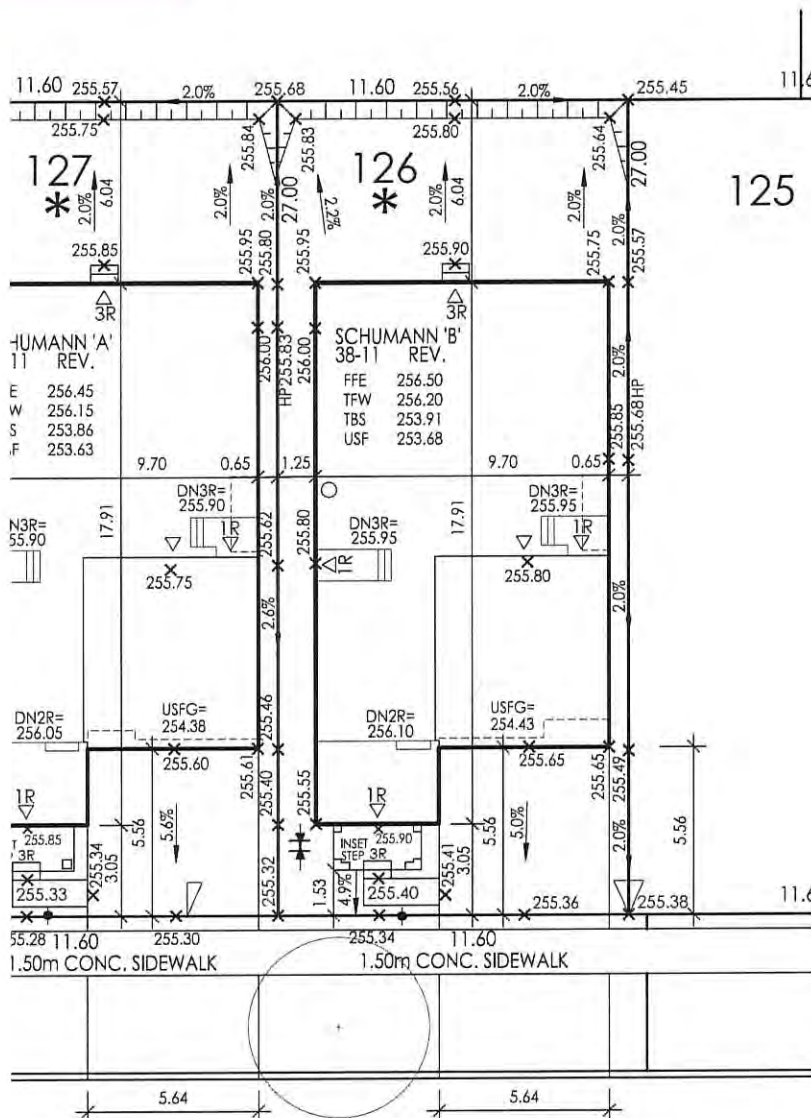 11.60 255.57 2.0% 255.68 11.60 255.56 2.0% 255.45 11.6
255.75 255.84 255.83 255.80 255.64
127 126 125
* *
2.0% 6.04 2.0% 2.0% 27.00 2.2% 2.0% 6.04 2.0% 2.0% 27.00
255.85 255.95 255.80 255.95 255.90 255.75 255.57
3R 3R
HUMANN 'A' SCHUMANN 'B'
11 REV. 38-11 REV.
E 256.45 FFE 256.50
W 256.15 TFW 256.20
S 253.86 TBS 253.91
F 253.63 USF 253.68
256.00 HP255.83 256.00 2.0% 255.85 255.68HP
9.70 0.65 1.25 9.70 0.65
17.91 17.91
N3R= DN3R= DN3R= DN3R=
55.90 255.90 255.95 255.95
1R 255.62 255.80 1R 1R
255.75 255.80
2.6% 2.0%
DN2R= USFG= DN2R= USFG=
256.05 254.38 256.10 254.43
255.46 255.60 255.61 255.65 255.65 255.49
1R 255.40 255.55 1R
5.56 5.6% 5.56 5.0% 2.0% 5.56
T 255.85 INSET 255.90
P 3R STEP 3R
255.34 3.05 255.32 255.41 3.05
255.33 1.53 4.9% 255.40 255.36 255.38 11.6
55.28 11.60 255.30 255.34 11.60
1.50m CONC. SIDEWALK 1.50m CONC. SIDEWALK
5.64 5.64